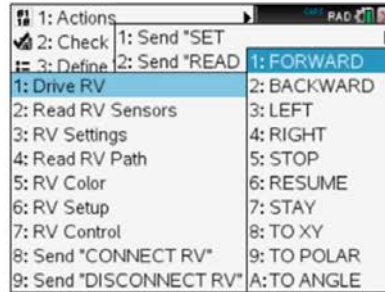 1: Actions
RAD
2: Check
1: Send "SET
3: Define
2: Send "READ
1: Drive RV
2: Read RV Sensors
3: RV Settings
4: Read RV Path
5: RV Color
6: RV Setup
7: RV Control
8: Send "CONNECT RV"
9: Send "DISCONNECT RV"
1: FORWARD
2: BACKWARD
3: LEFT
4: RIGHT
5: STOP
6: RESUME
7: STAY
8: TO XY
9: TO POLAR
A: TO ANGLE